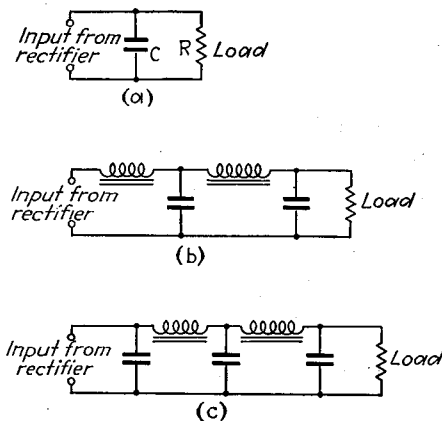 Input from
rectifier
C
R
Load
(a)
Input from
rectifier
Load
(b)
Input from
rectifier
Load
(c)